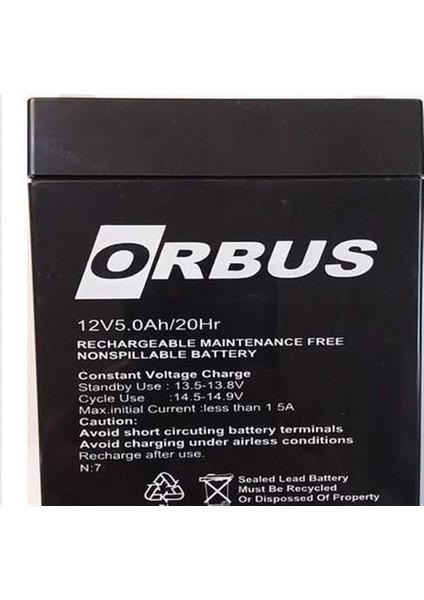 ORBUS
12V5.0Ah/20Hr
RECHARGEABLE MAINTENANCE FREE
NONSPILLABLE BATTERY
Constant Voltage Charge
Standby Use : 13.5-13.8V
Cycle Use :14.5-14.9V
Max.initial Current :less than 1 5A
Caution:
Avoid short circuting battery terminals
Avoid charging under airless conditions
Recharge after use.
N:7
Sealed Lead Battery
Must Be Recycled
Or Disposed Of Property